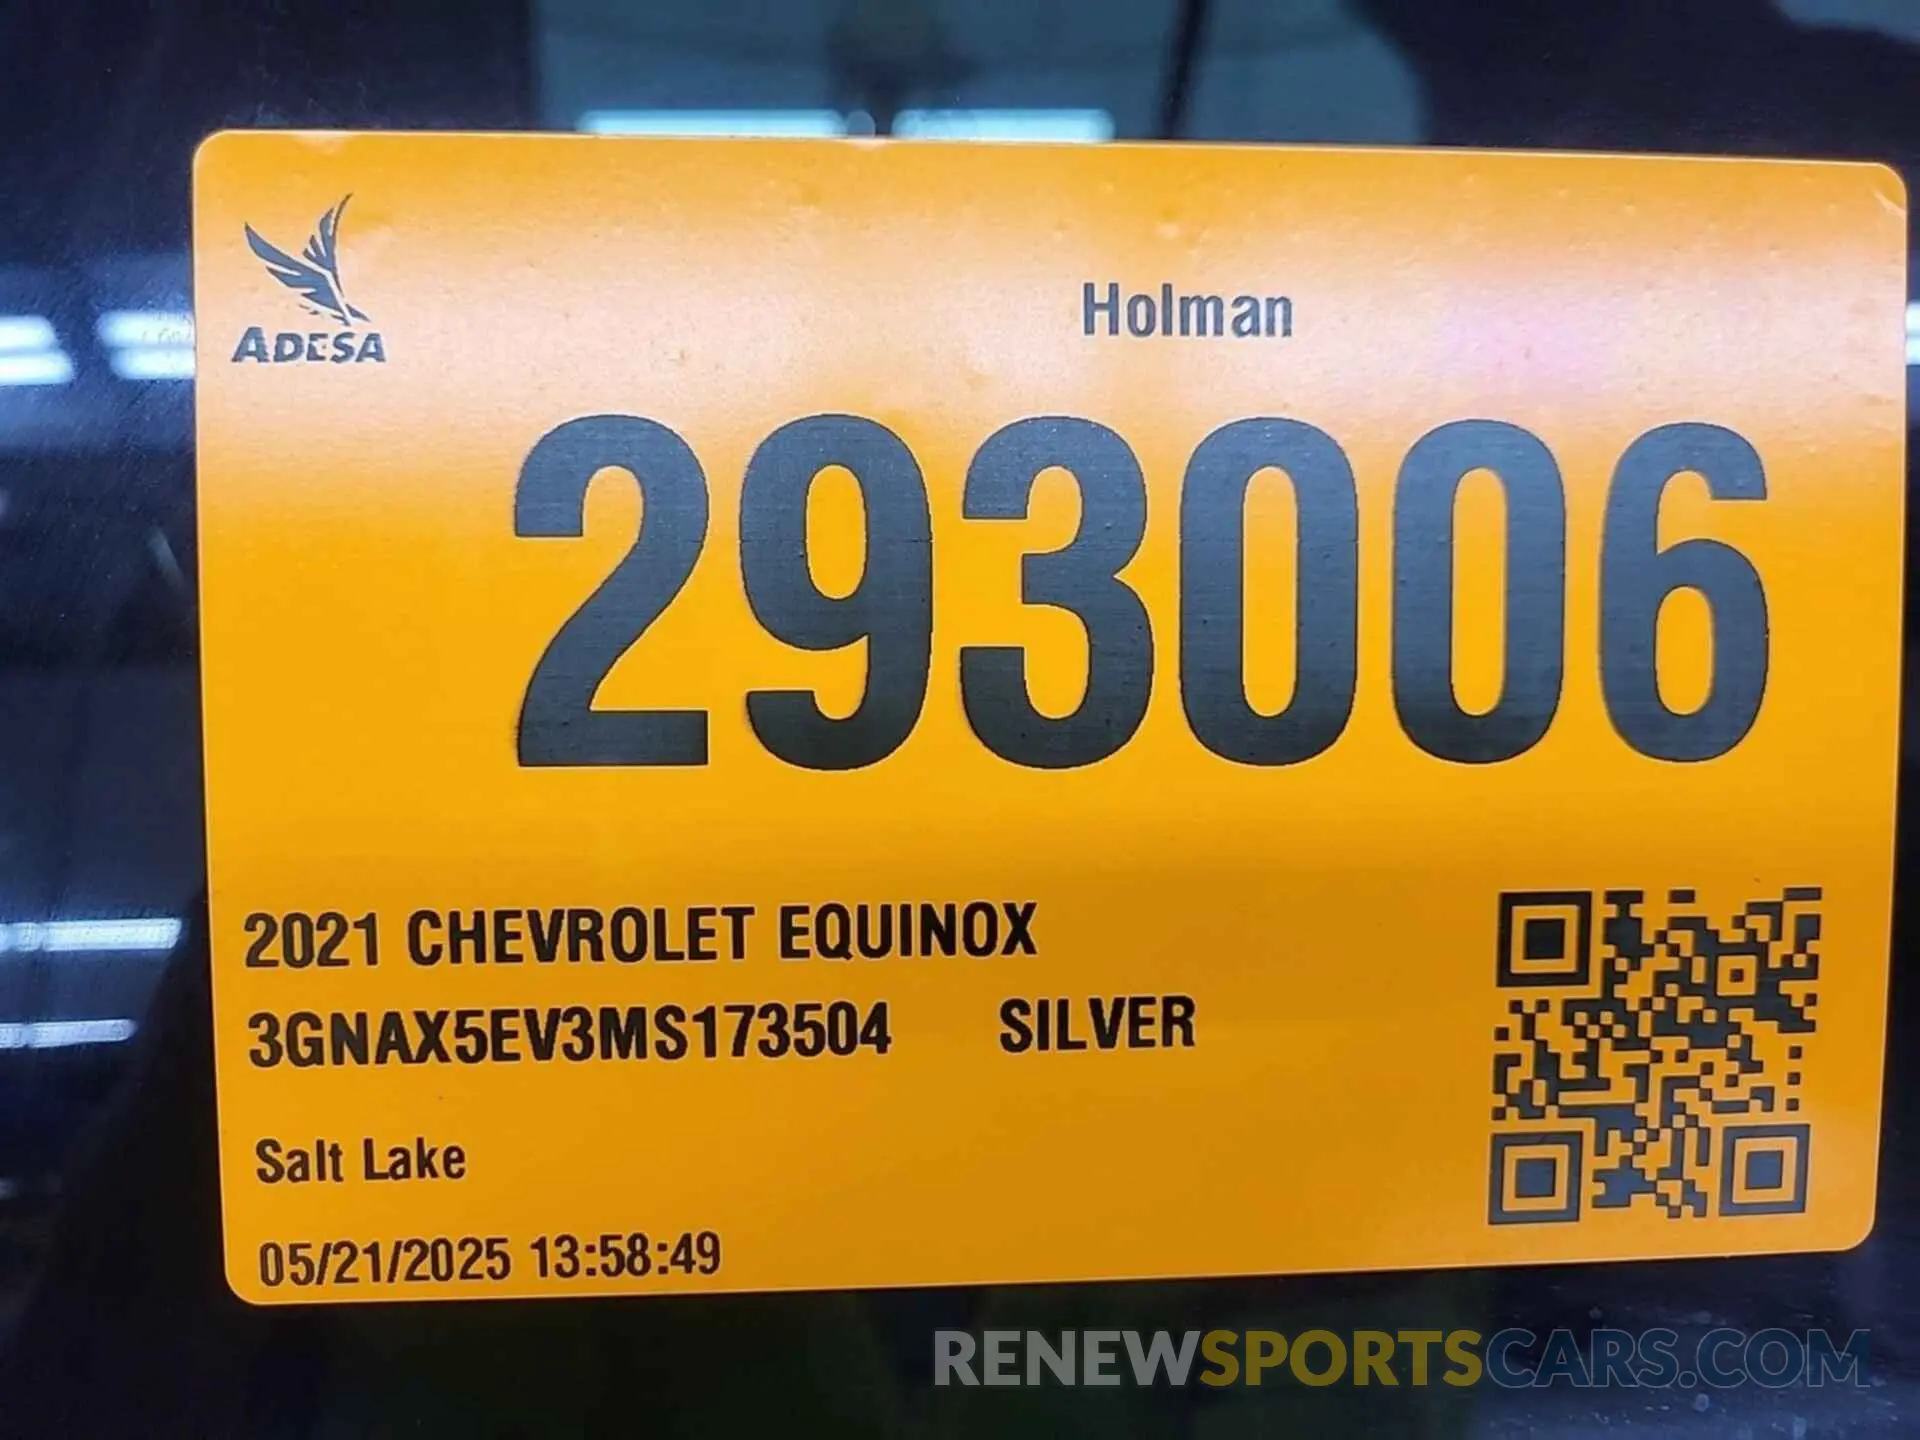 ADESA
Holman
293006
2021 CHEVROLET EQUINOX
3GNAX5EV3MS173504 SILVER
Salt Lake
05/21/2025 13:58:49
RENEWSPORTSCARS.COM